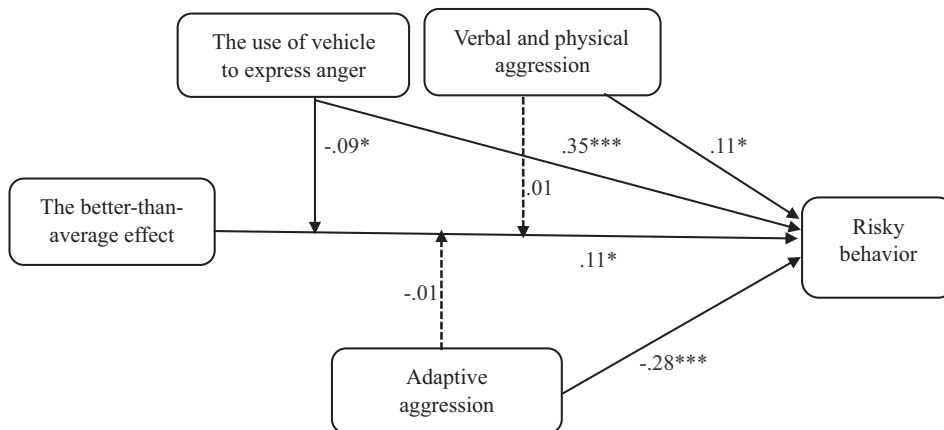 The use of vehicle
to express anger
Verbal and physical
aggression
-.09*
.35***
.11*
.01
The better-than-
average effect
Risky
behavior
.11*
-.01
Adaptive
aggression
-.28***